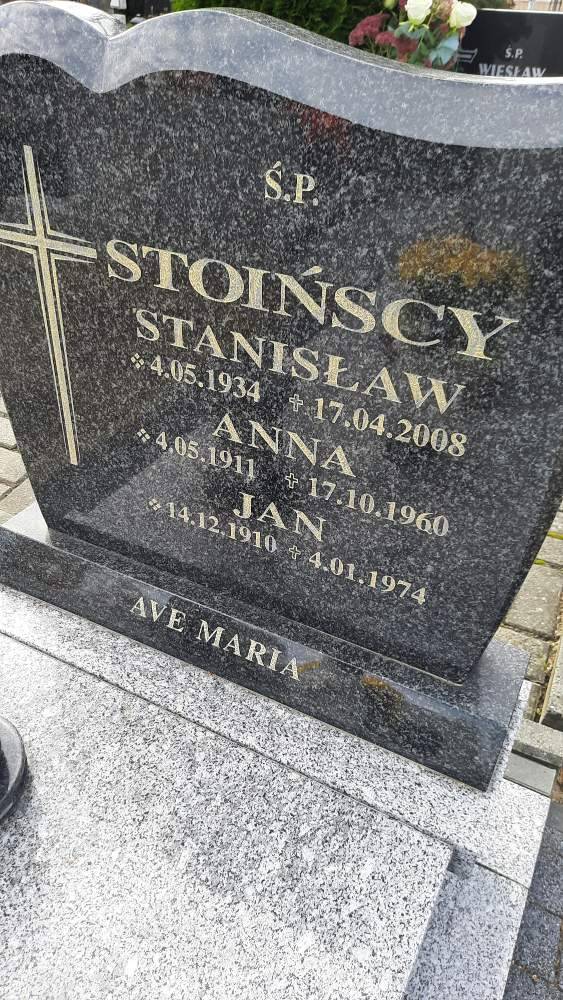 Ś.P.
WIESŁAW
Ś.P.
STOIŃSCY
STANISŁAW
4.05.1934 17.04.2008
ANNA
4.05.1911 17.10.1960
JAN
14.12.1910 4.01.1974
AVE MARIA